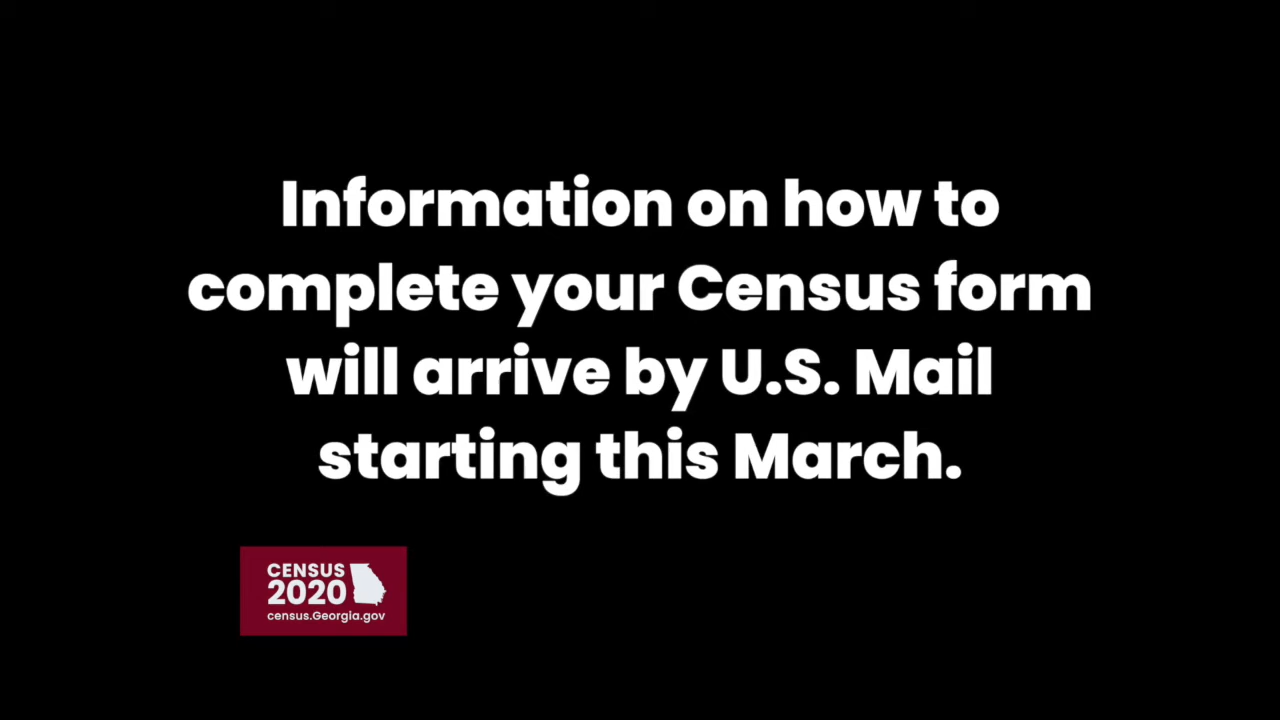 Information on how to
complete your Census form
will arrive by U.S. Mail
starting this March.
CENSUS
2020
census.Georgia.gov